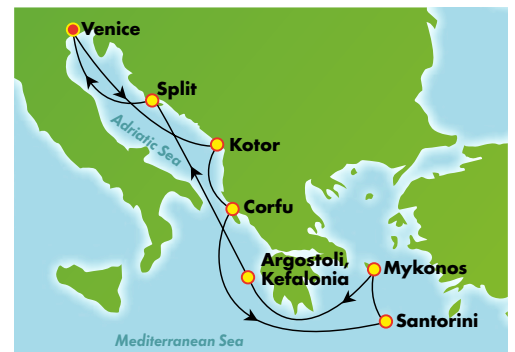 Venice
Split
Adriatic Sea
Kotor
Corfu
Argostoli,
Kefalonia
Mykonos
Santorini
Mediterranean Sea